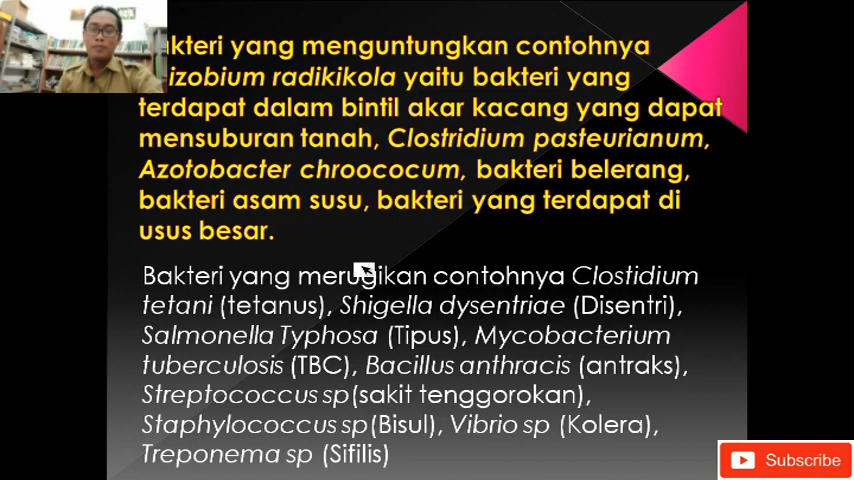 akteri yang menguntungkan contohnya
izobium radikikola yaitu bakteri yang
terdapat dalam bintil akar kacang yang dapat
mensuburan tanah, Clostridium pasteurianum,
Azotobacter chroococum, bakteri belerang,
bakteri asam susu, bakteri yang terdapat di
usus besar.
Bakteri yang merugikan contohnya Clostidium
tetani (tetanus), Shigella dysentriae (Disentri),
Salmonella Typhosa (Tipus), Mycobacterium
tuberculosis (TBC), Bacillus anthracis (antraks),
Streptococcus sp(sakit tenggorokan),
Staphylococcus sp(Bisul), Vibrio sp (Kolera),
Treponema sp (Sifilis)
Subscribe